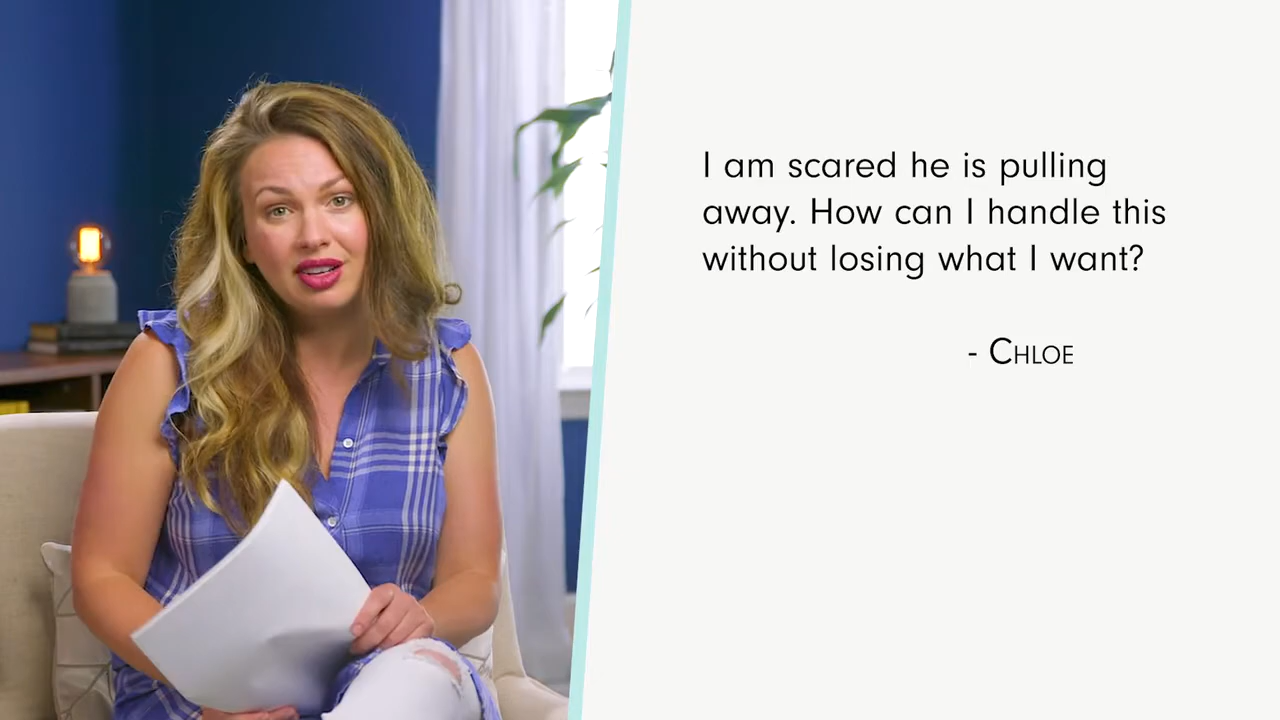 I am scared he is pulling
away. How can I handle this
without losing what I want?
- CHLOE